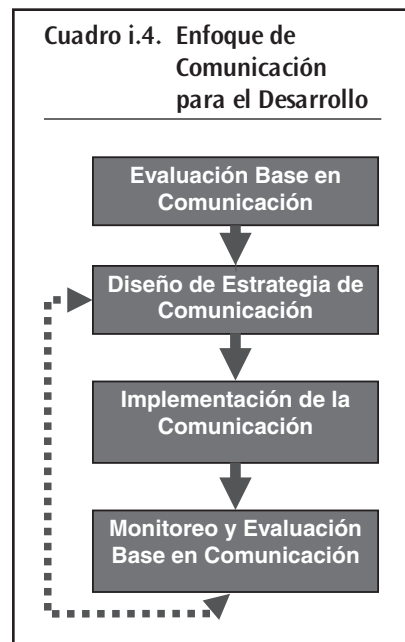 Cuadro i.4. Enfoque de
Comunicación
para el Desarrollo
Evaluación Base en
Comunicación
Diseño de Estrategia de
Comunicación
Implementación de la
Comunicación
Monitoreo y Evaluación
Base en Comunicación